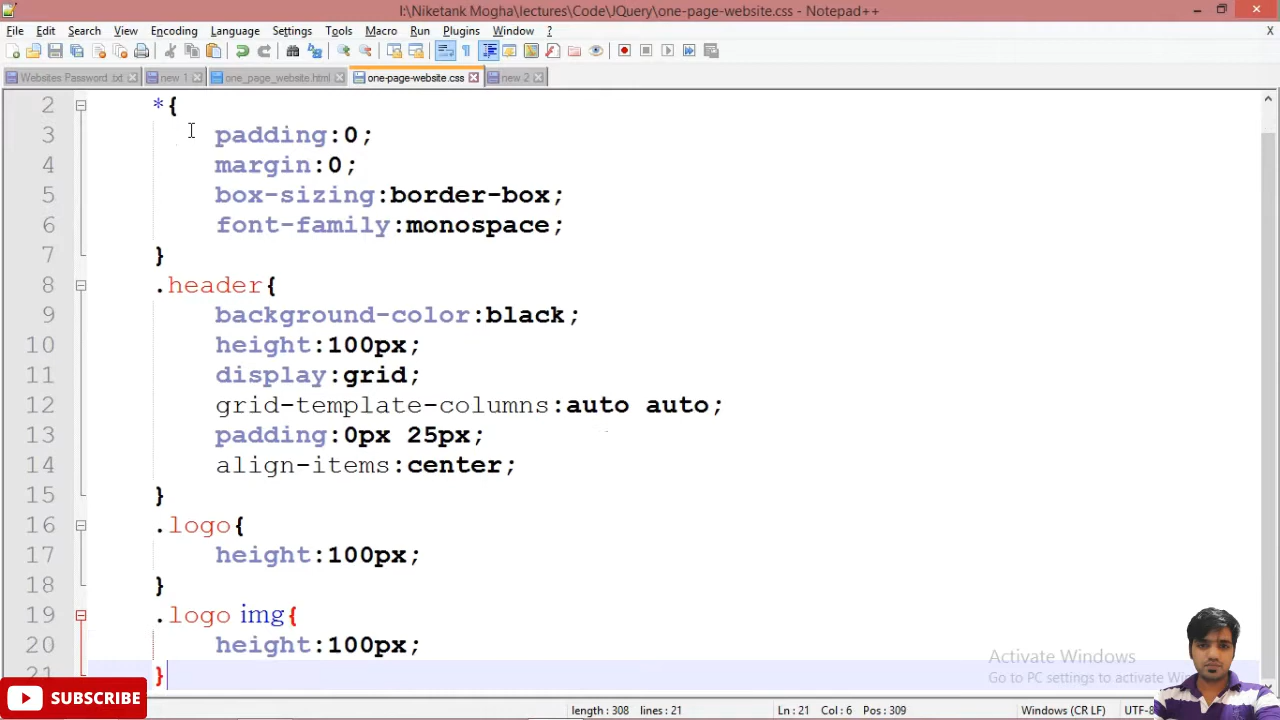 I:\Niketank Mogha\lectures\Code\JQuery\one-page-website.css - Notepad++
File Edit Search View Encoding Language Settings Tools Macro Run Plugins Window ? X
Websites Password.txt new 1 one_page_website.html one-page-website.css new 2
2 *{
3 padding:0;
4 margin:0;
5 box-sizing:border-box;
6 font-family:monospace;
7 }
8 .header{
9 background-color:black;
10 height:100px;
11 display:grid;
12 grid-template-columns:auto auto;
13 padding:0px 25px;
14 align-items:center;
15 }
16 .logo{
17 height:100px;
18 }
19 .logo img{
20 height:100px;
21 }
Activate Windows
Go to PC settings to activate
SUBSCRIBE
length : 308 lines : 21 Ln : 21 Col : 6 Pos : 309 Windows (CR LF) UTF-8